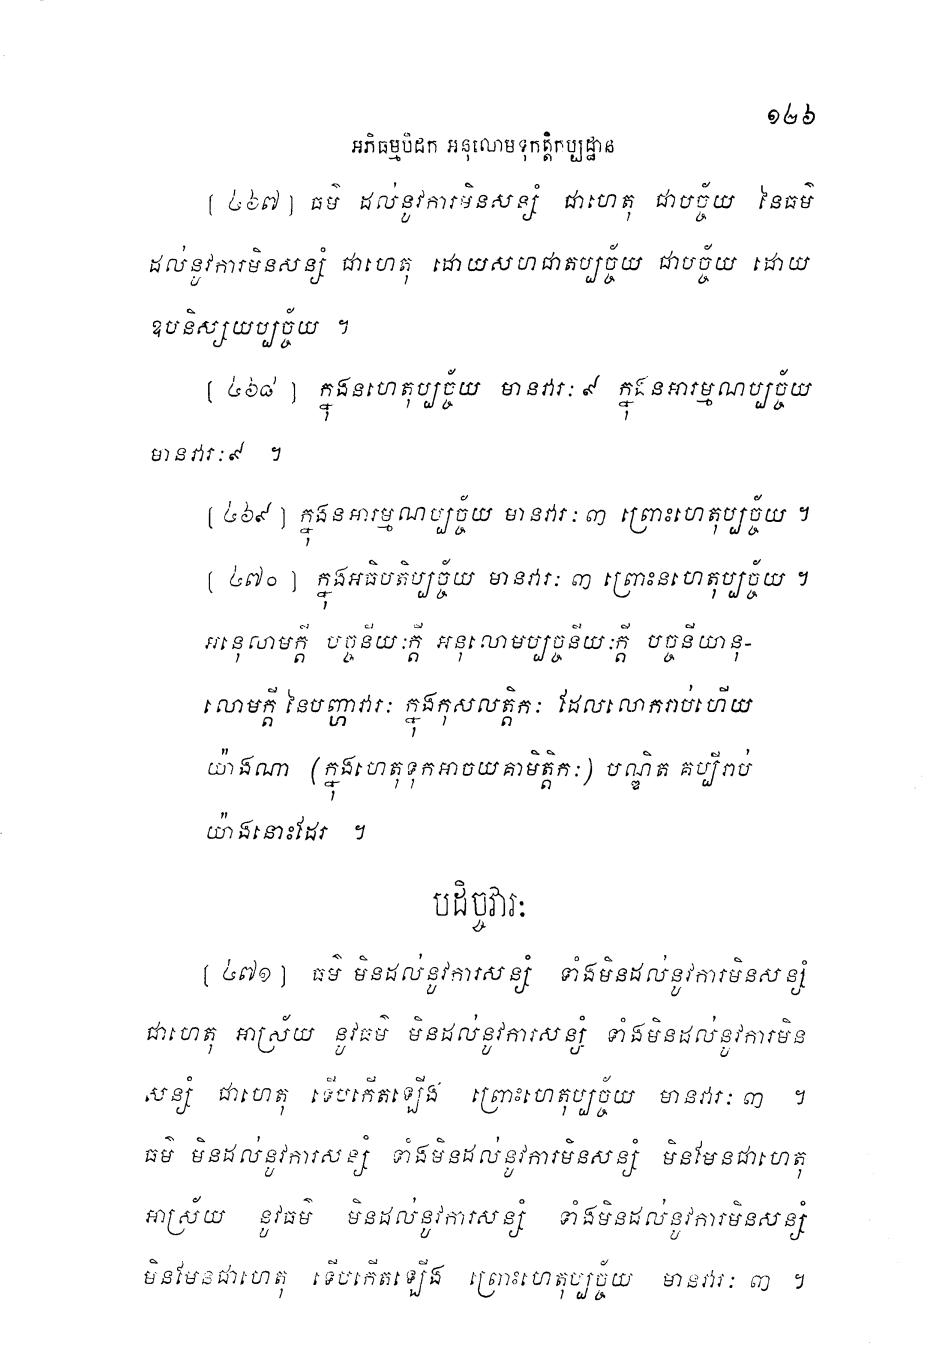 ១៤៦
អភិធម្មបិដក អនុលោមទុកត្តិកប្បដ្ឋាន
[ ៤៦៧ ] ធម៌ ដល់នូវការមិនសន្សំ ជាហេតុ ជាបច្ច័យ នៃធម៌
ដល់នូវការមិនសន្សំ ជាហេតុ ដោយសហជាតប្បច្ច័យ ជាបច្ច័យ ដោយ
ឧបនិស្សយប្បច្ច័យ ។
[ ៤៦៨ ] ក្នុងនហេតុប្បច្ច័យ មានវារៈ ៩ ក្នុងនអារម្មណប្បច្ច័យ
មានវារៈ ៩ ។
[ ៤៦៩ ] ក្នុងនអារម្មណប្បច្ច័យ មានវារៈ ៣ ព្រោះហេតុប្បច្ច័យ ។
[ ៤៧០ ] ក្នុងអធិបតិប្បច្ច័យ មានវារៈ ៣ ព្រោះនហេតុប្បច្ច័យ ។
អនុលោមក្តី បច្ចនីយៈក្តី អនុលោមប្បច្ចនីយៈក្តី បច្ចនីយានុ-
លោមក្តី នៃបញ្ហាវារៈ ក្នុងកុសលត្តិកៈ ដែលលោករាប់ហើយ
យ៉ាងណា (ក្នុងហេតុទុកអាចយគាមិត្តិកៈ) បណ្ឌិត គប្បីរាប់
យ៉ាងនោះដែរ ។
បដិច្ចវារៈ
[ ៤៧១ ] ធម៌ មិនដល់នូវការសន្សំ ទាំងមិនដល់នូវការមិនសន្សំ
ជាហេតុ អាស្រ័យ នូវធម៌ មិនដល់នូវការសន្សំ ទាំងមិនដល់នូវការមិន
សន្សំ ជាហេតុ ទើបកើតឡើង ព្រោះហេតុប្បច្ច័យ មានវារៈ ៣ ។
ធម៌ មិនដល់នូវការសន្សំ ទាំងមិនដល់នូវការមិនសន្សំ មិនមែនជាហេតុ
អាស្រ័យ នូវធម៌ មិនដល់នូវការសន្សំ ទាំងមិនដល់នូវការមិនសន្សំ
មិនមែនជាហេតុ ទើបកើតឡើង ព្រោះហេតុប្បច្ច័យ មានវារៈ ៣ ។